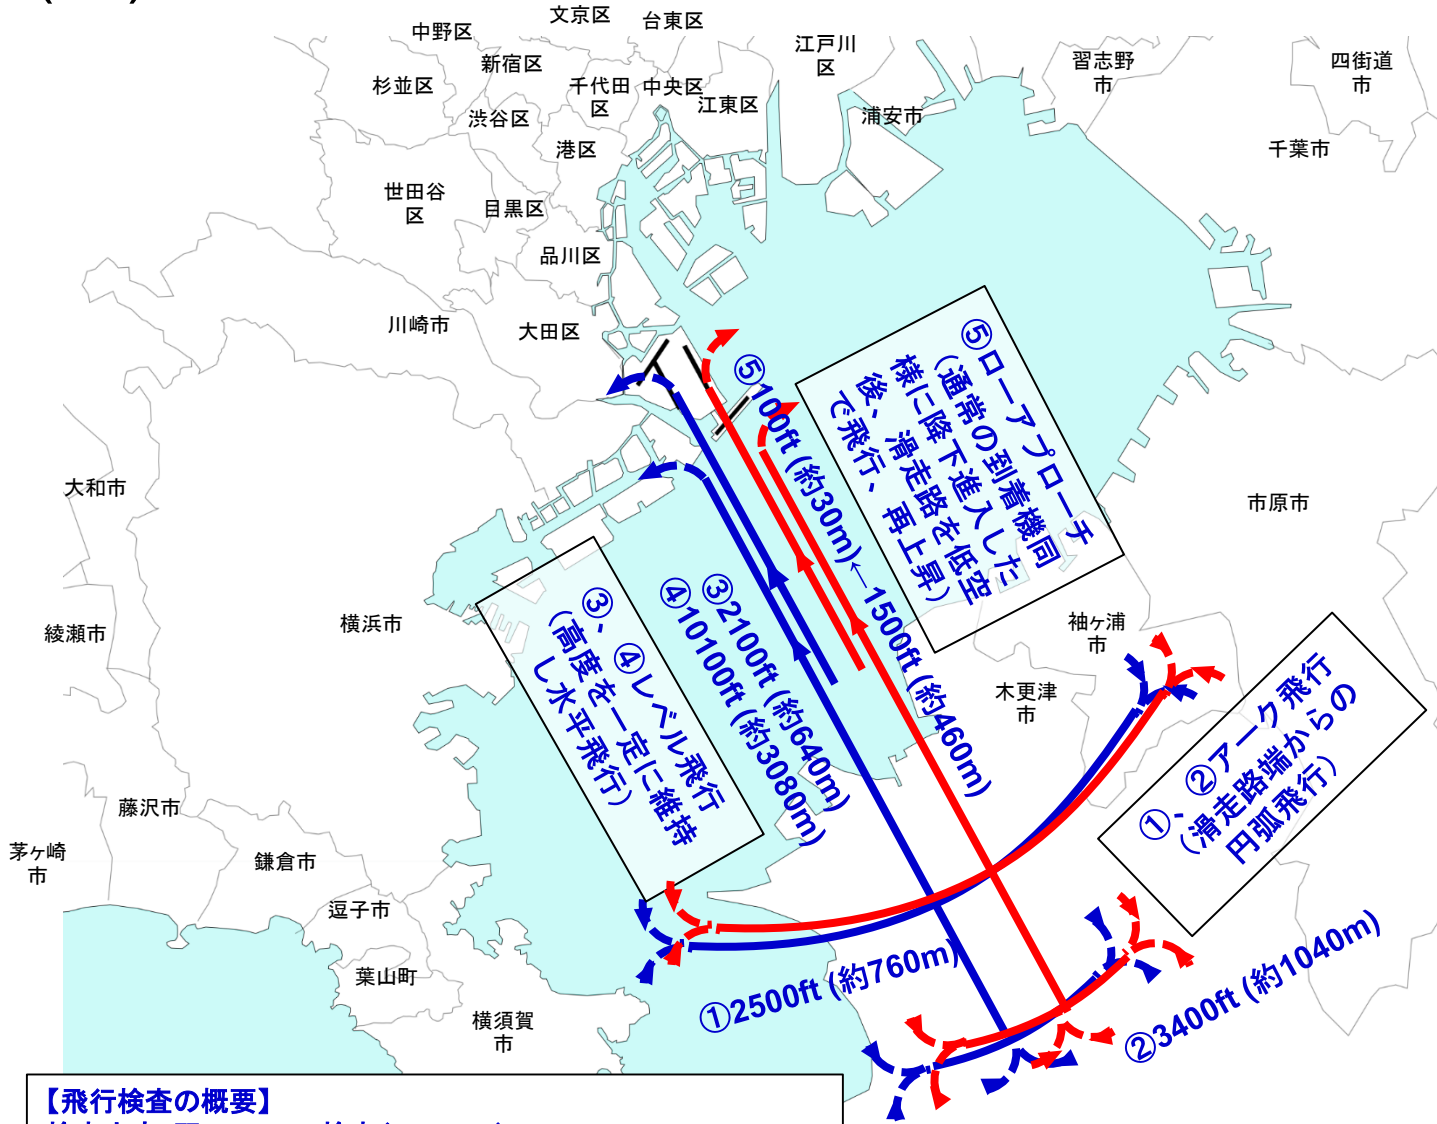 文京区
台東区
中野区
江戸川
区
新宿区
習志野
市
四街道
市
杉並区
千代田
区
中央区
江東区
渋谷区
浦安市
港区
千葉市
世田谷
区
目黒区
品川区
川崎市
大田区
⑤ローアプローチ
(通常の到着機同
様に降下進入した
後、滑走路を低空
で飛行、再上昇)
⑤100ft (約30m)←1500ft (約460m)
大和市
市原市
綾瀬市
横浜市
袖ヶ浦
市
木更津
市
③2100ft (約640m)
④10100ft (約3080m)
③、④レベル飛行
(高度を一定に維持
し水平飛行)
①、②アーク飛行
(滑走路端からの
円弧飛行)
藤沢市
茅ヶ崎
市
鎌倉市
逗子市
葉山町
横須賀
市
①2500ft (約760m)
②3400ft (約1040m)
【飛行検査の概要】